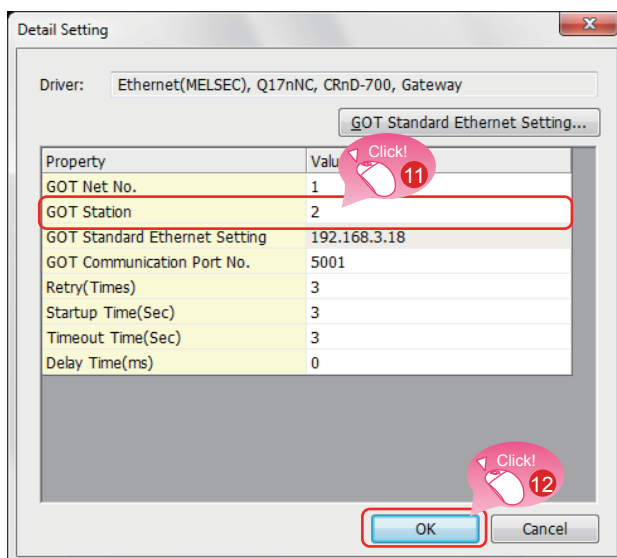 Detail Setting
Driver: Ethernet(MELSEC), Q17nNC, CRnD-700, Gateway
GOT Standard Ethernet Setting...
Property
Click!
11
GOT Net No. 1
GOT Station 2
GOT Standard Ethernet Setting 192.168.3.18
GOT Communication Port No. 5001
Retry(Times) 3
Startup Time(Sec) 3
Timeout Time(Sec) 3
Delay Time(ms) 0
Click!
12
OK Cancel